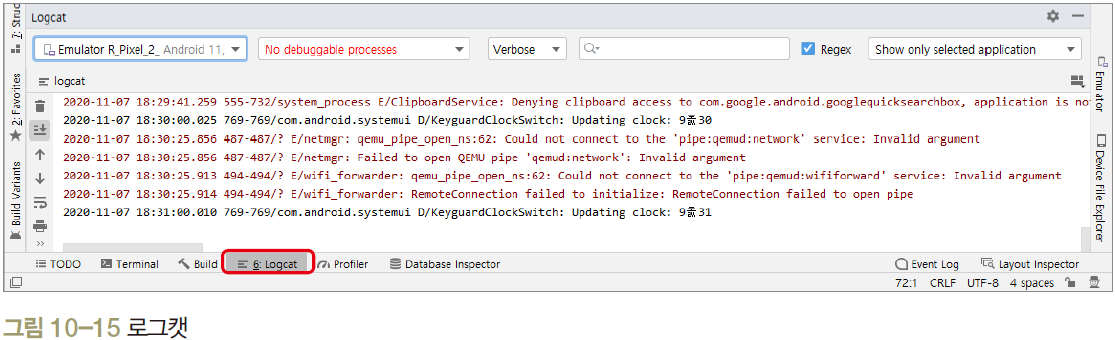 Logcat
Emulator R_Pixel_2_ Android 11, No debuggable processes Verbose Regex Show only selected application
logcat
2020-11-07 18:29:41.259 555-732/system_process E/ClipboardService: Denying clipboard access to com.google.android.googlequicksearchbox, application is no
2020-11-07 18:30:00.025 769-769/com.android.systemui D/KeyguardClockSwitch: Updating clock: 9줎30
2020-11-07 18:30:25.856 487-487/? E/netmgr: qemu_pipe_open_ns:62: Could not connect to the 'pipe:qemud:network' service: Invalid argument
2020-11-07 18:30:25.856 487-487/? E/netmgr: Failed to open QEMU pipe 'qemud:network': Invalid argument
2020-11-07 18:30:25.913 494-494/? E/wifi_forwarder: qemu_pipe_open_ns:62: Could not connect to the 'pipe:qemud:wififorward' service: Invalid argument
2020-11-07 18:30:25.914 494-494/? E/wifi_forwarder: RemoteConnection failed to initialize: RemoteConnection failed to open pipe
2020-11-07 18:31:00.010 769-769/com.android.systemui D/KeyguardClockSwitch: Updating clock: 9줎31
7: Struc
2: Favorites
Build Variants
Emulator
Device File Explorer
TODO Terminal Build 6: Logcat Profiler Database Inspector Event Log Layout Inspector
72:1 CRLF UTF-8 4 spaces
그림 10-15 로그캣